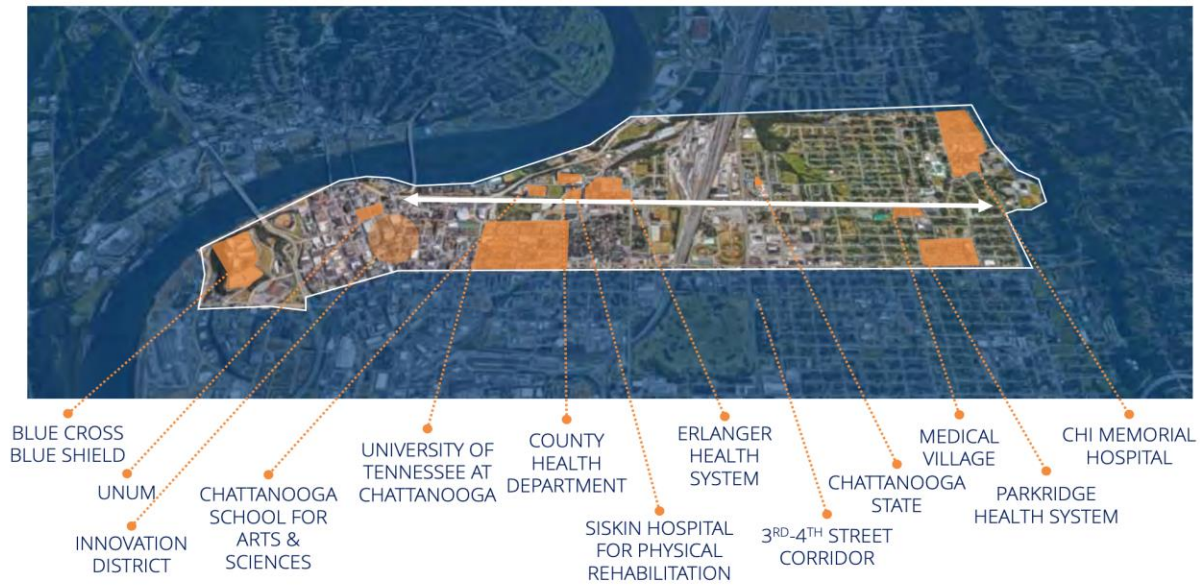 BLUE CROSS
BLUE SHIELD
UNUM
INNOVATION
DISTRICT
CHATTANOOGA
SCHOOL FOR
ARTS &
SCIENCES
UNIVERSITY OF
TENNESSEE AT
CHATTANOOGA
COUNTY
HEALTH
DEPARTMENT
SISKIN HOSPITAL
FOR PHYSICAL
REHABILITATION
ERLANGER
HEALTH
SYSTEM
3RD-4TH STREET
CORRIDOR
CHATTANOOGA
STATE
MEDICAL
VILLAGE
PARKRIDGE
HEALTH SYSTEM
CHI MEMORIAL
HOSPITAL